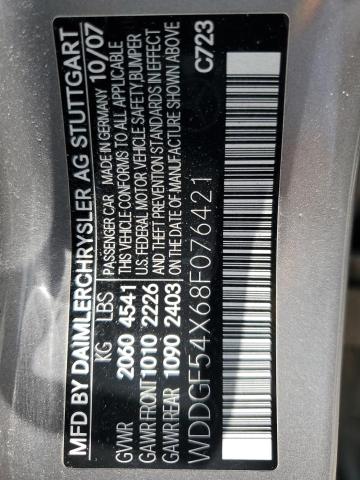 MFD BY DAIMLERCHRYSLER AG STUTTGART
KG LBS PASSENGER CAR MADE IN GERMANY 10/07
GVWR 2060 4541 THIS VEHICLE CONFORMS TO ALL APPLICABLE
GAWR FRONT 1010 2226 U.S. FEDERAL MOTOR VEHICLE SAFETY, BUMPER
GAWR REAR 1090 2403 AND THEFT PREVENTION STANDARDS IN EFFECT
ON THE DATE OF MANUFACTURE SHOWN ABOVE
WDDGF54X68F076421 C723